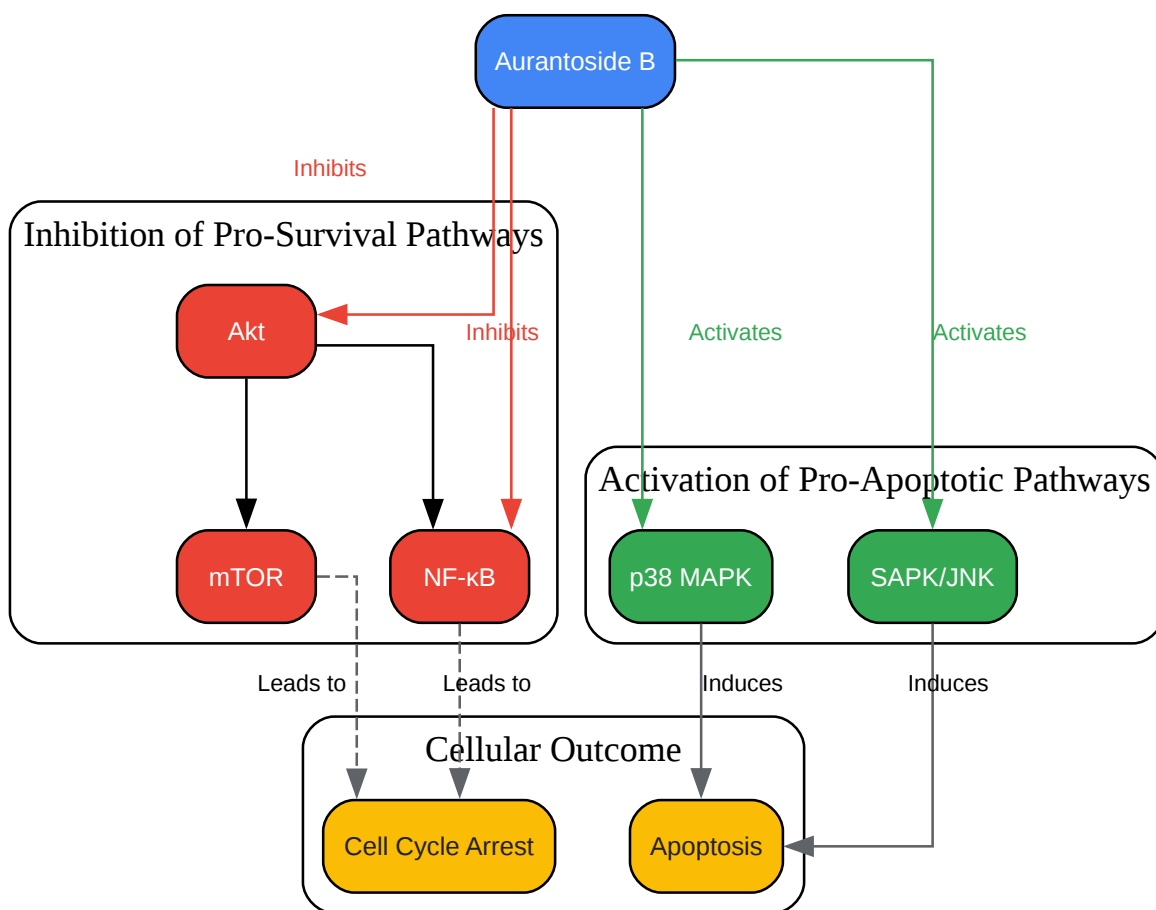 Aurantoside B
Inhibits
Inhibition of Pro-Survival Pathways
Akt
Inhibits
Activates
Activates
Activation of Pro-Apoptotic Pathways
mTOR
NF-κB
p38 MAPK
SAPK/JNK
Leads to
Leads to
Induces
Induces
Cellular Outcome
Cell Cycle Arrest
Apoptosis